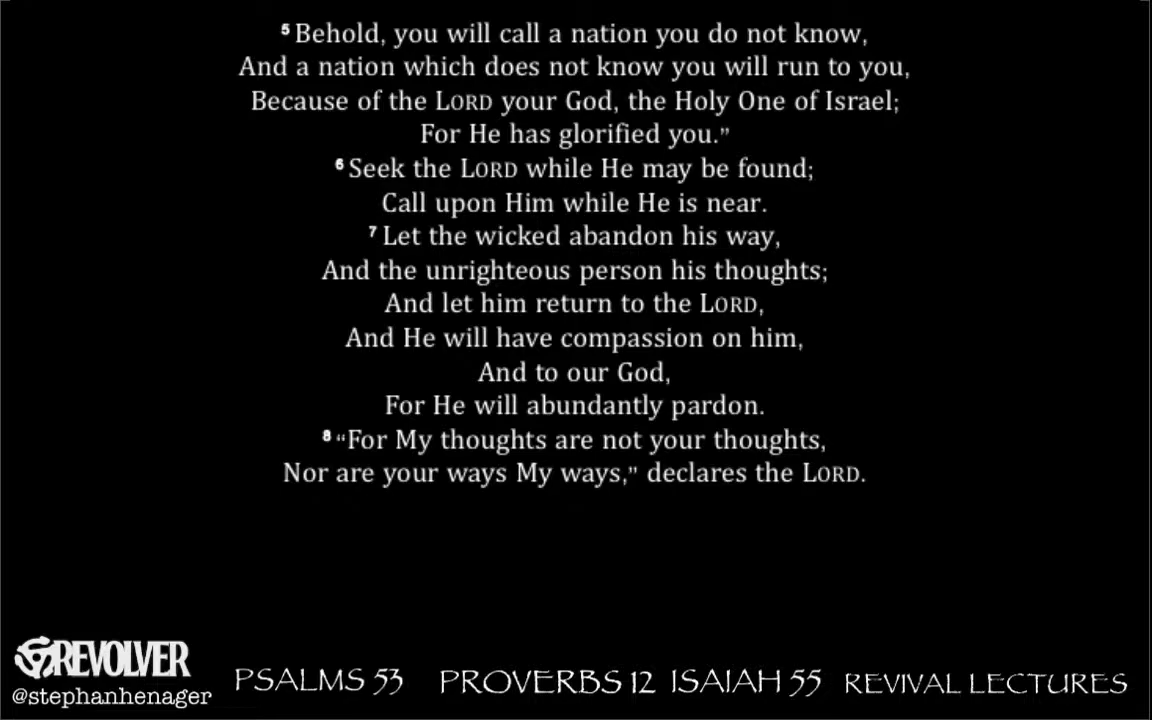 5 Behold, you will call a nation you do not know,
And a nation which does not know you will run to you,
Because of the LORD your God, the Holy One of Israel;
For He has glorified you.”
6 Seek the LORD while He may be found;
Call upon Him while He is near.
7 Let the wicked abandon his way,
And the unrighteous person his thoughts;
And let him return to the LORD,
And He will have compassion on him,
And to our God,
For He will abundantly pardon.
8 “For My thoughts are not your thoughts,
Nor are your ways My ways,” declares the LORD.
REVOLVER
@stephanhenager
PSALMS 53 PROVERBS 12 ISAIAH 55 REVIVAL LECTURES